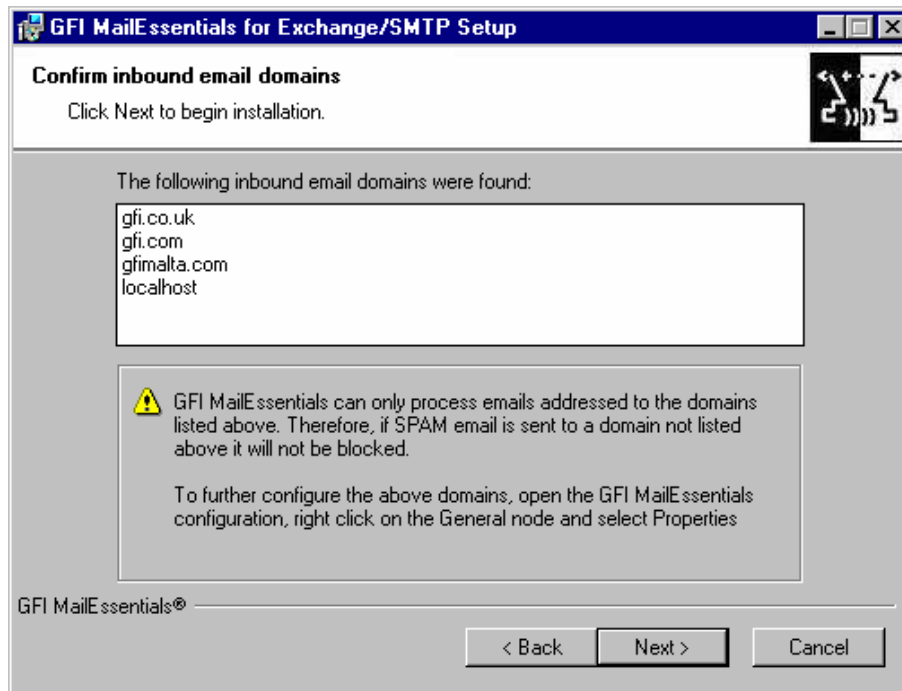 GFI MailEssentials for Exchange/SMTP Setup
Confirm inbound email domains
Click Next to begin installation.
The following inbound email domains were found:
gfi.co.uk
gfi.com
gfimalta.com
localhost
GFI MailEssentials can only process emails addressed to the domains
listed above. Therefore, if SPAM email is sent to a domain not listed
above it will not be blocked.
To further configure the above domains, open the GFI MailEssentials
configuration, right click on the General node and select Properties
GFI MailEssentials®
< Back Next > Cancel